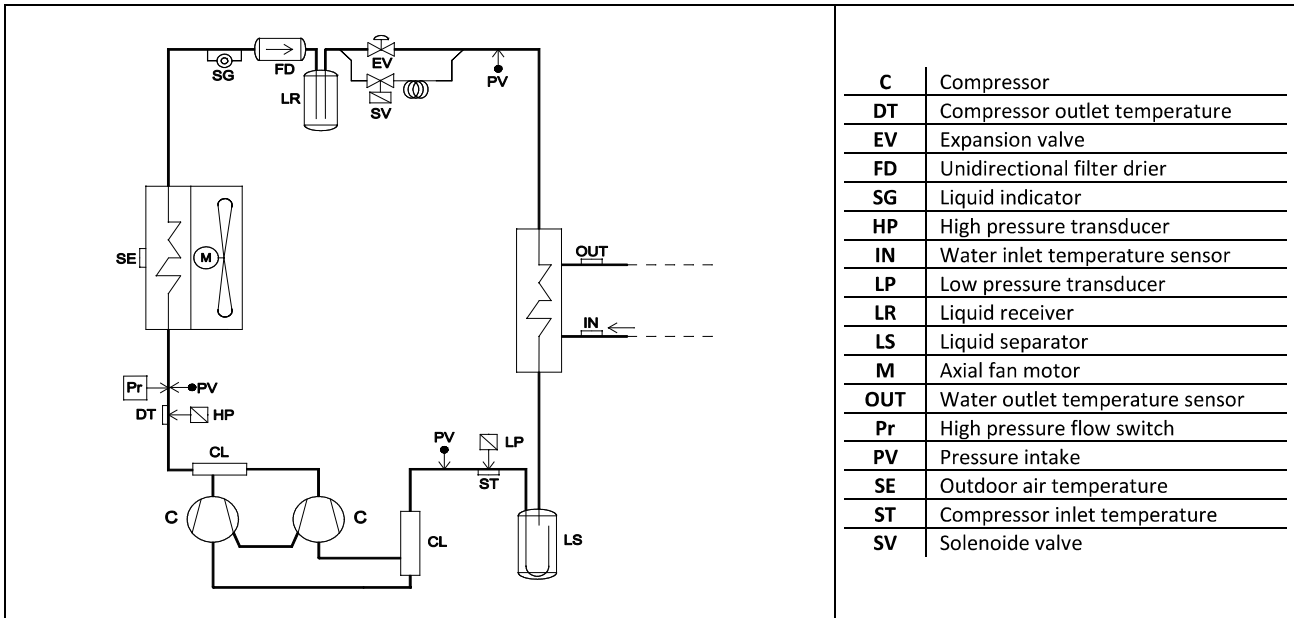 SG
FD
LR
EV
SV
PV
SE
M
OUT
IN
Pr
PV
DT
HP
CL
PV
LP
ST
C
C
CL
LS
C Compressor
DT Compressor outlet temperature
EV Expansion valve
FD Unidirectional filter drier
SG Liquid indicator
HP High pressure transducer
IN Water inlet temperature sensor
LP Low pressure transducer
LR Liquid receiver
LS Liquid separator
M Axial fan motor
OUT Water outlet temperature sensor
Pr High pressure flow switch
PV Pressure intake
SE Outdoor air temperature
ST Compressor inlet temperature
SV Solenoide valve